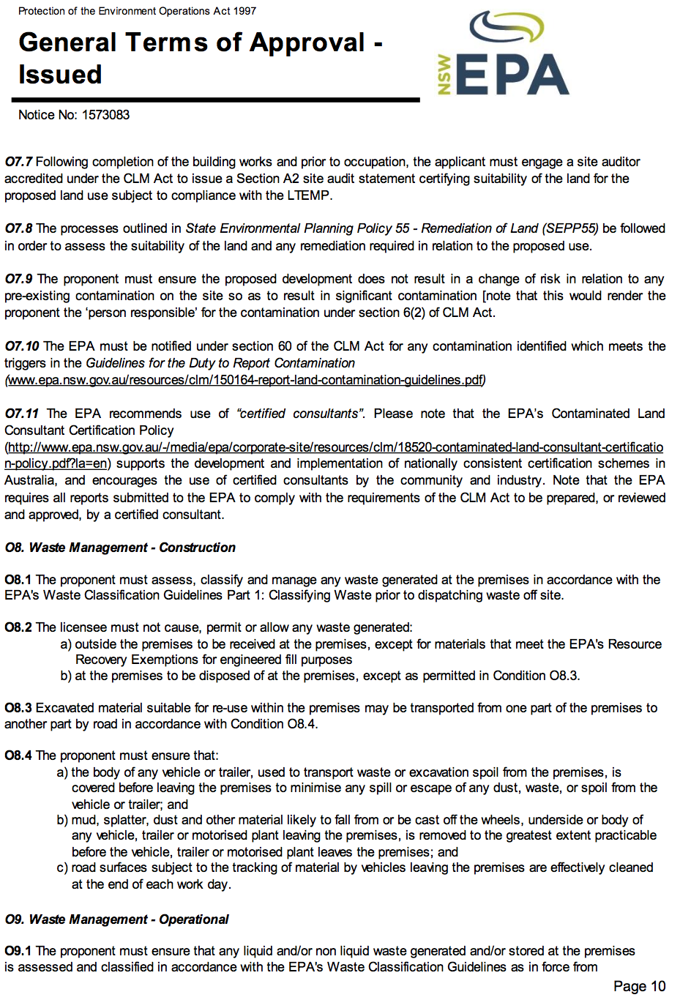 Protection of the Environment Operations Act 1997
General Terms of Approval -
Issued
NSW EPA
Notice No: 1573083
O7.7 Following completion of the building works and prior to occupation, the applicant must engage a site auditor
accredited under the CLM Act to issue a Section A2 site audit statement certifying suitability of the land for the
proposed land use subject to compliance with the LTEMP.
O7.8 The processes outlined in State Environmental Planning Policy 55 - Remediation of Land (SEPP55) be followed
in order to assess the suitability of the land and any remediation required in relation to the proposed use.
O7.9 The proponent must ensure the proposed development does not result in a change of risk in relation to any
pre-existing contamination on the site so as to result in significant contamination [note that this would render the
proponent the ‘person responsible’ for the contamination under section 6(2) of CLM Act.
O7.10 The EPA must be notified under section 60 of the CLM Act for any contamination identified which meets the
triggers in the Guidelines for the Duty to Report Contamination
(www.epa.nsw.gov.au/resources/clm/150164-report-land-contamination-guidelines.pdf)
O7.11 The EPA recommends use of “certified consultants”. Please note that the EPA’s Contaminated Land
Consultant Certification Policy
(http://www.epa.nsw.gov.au/-/media/epa/corporate-site/resources/clm/18520-contaminated-land-consultant-certificatio
n-policy.pdf?la=en) supports the development and implementation of nationally consistent certification schemes in
Australia, and encourages the use of certified consultants by the community and industry. Note that the EPA
requires all reports submitted to the EPA to comply with the requirements of the CLM Act to be prepared, or reviewed
and approved, by a certified consultant.
O8. Waste Management - Construction
O8.1 The proponent must assess, classify and manage any waste generated at the premises in accordance with the
EPA's Waste Classification Guidelines Part 1: Classifying Waste prior to dispatching waste off site.
O8.2 The licensee must not cause, permit or allow any waste generated:
a) outside the premises to be received at the premises, except for materials that meet the EPA's Resource
Recovery Exemptions for engineered fill purposes
b) at the premises to be disposed of at the premises, except as permitted in Condition O8.3.
O8.3 Excavated material suitable for re-use within the premises may be transported from one part of the premises to
another part by road in accordance with Condition O8.4.
O8.4 The proponent must ensure that:
a) the body of any vehicle or trailer, used to transport waste or excavation spoil from the premises, is
covered before leaving the premises to minimise any spill or escape of any dust, waste, or spoil from the
vehicle or trailer; and
b) mud, splatter, dust and other material likely to fall from or be cast off the wheels, underside or body of
any vehicle, trailer or motorised plant leaving the premises, is removed to the greatest extent practicable
before the vehicle, trailer or motorised plant leaves the premises; and
c) road surfaces subject to the tracking of material by vehicles leaving the premises are effectively cleaned
at the end of each work day.
O9. Waste Management - Operational
O9.1 The proponent must ensure that any liquid and/or non liquid waste generated and/or stored at the premises
is assessed and classified in accordance with the EPA's Waste Classification Guidelines as in force from
Page 10